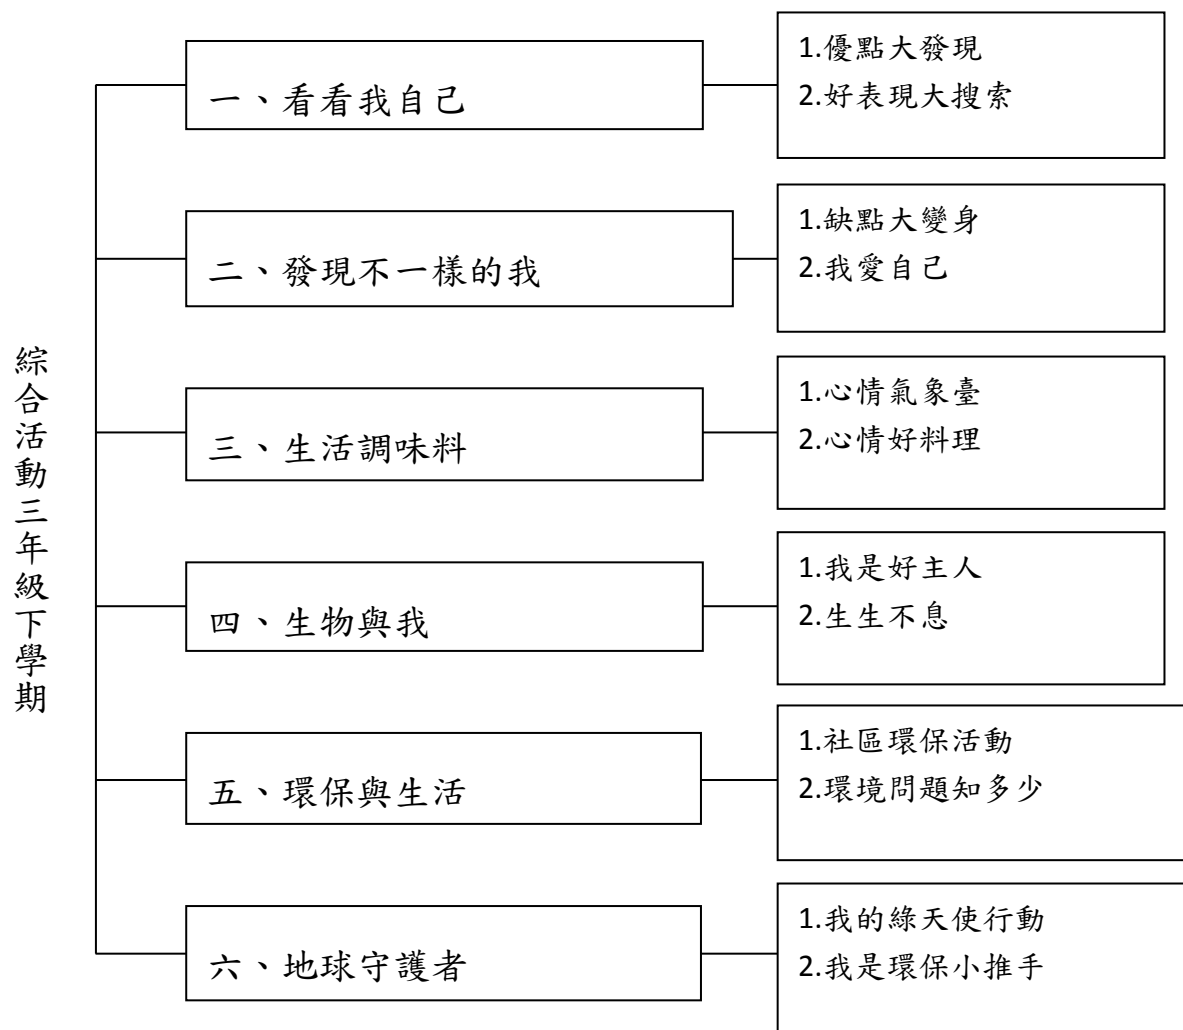 綜合活動三年級下學期
一、看看我自己
1.優點大發現
2.好表現大搜索
二、發現不一樣的我
1.缺點大變身
2.我愛自己
三、生活調味料
1.心情氣象臺
2.心情好料理
四、生物與我
1.我是好主人
2.生生不息
五、環保與生活
1.社區環保活動
2.環境問題知多少
六、地球守護者
1.我的綠天使行動
2.我是環保小推手